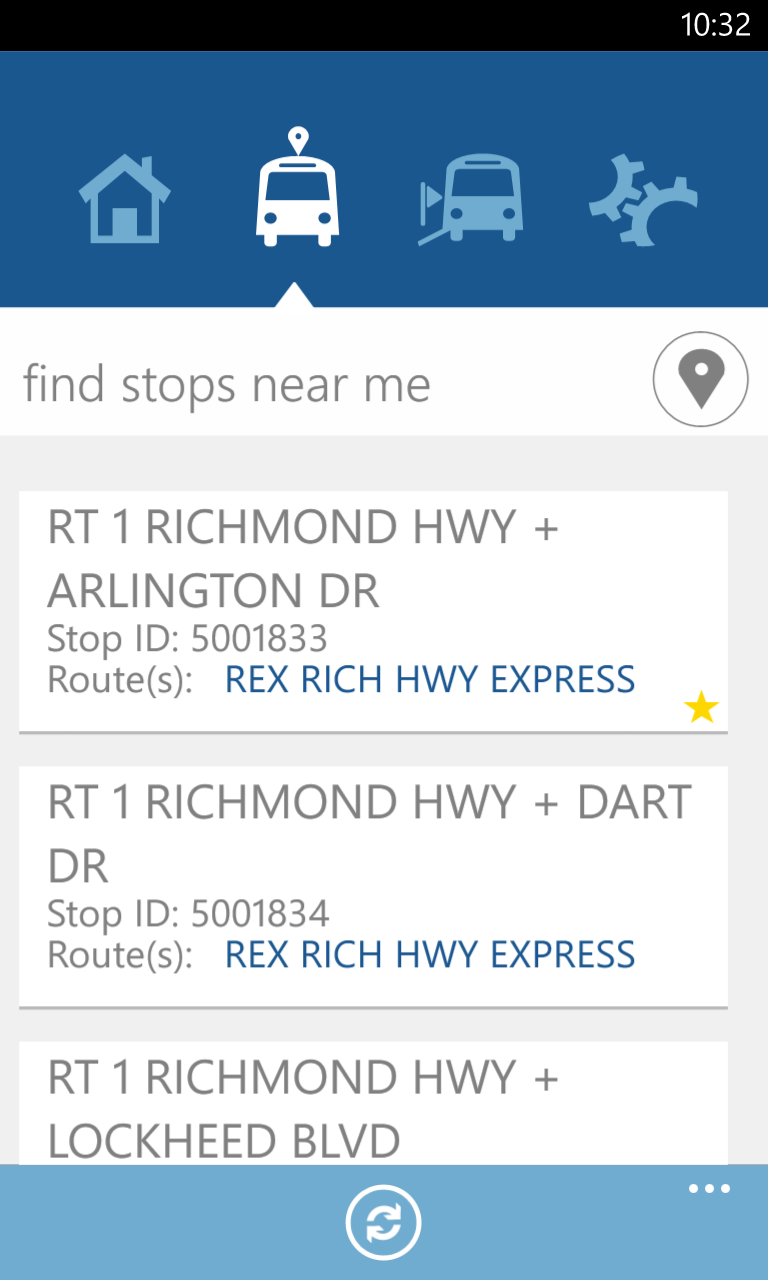 10:32
find stops near me
RT 1 RICHMOND HWY +
ARLINGTON DR
Stop ID: 5001833
Route(s): REX RICH HWY EXPRESS
RT 1 RICHMOND HWY + DART
DR
Stop ID: 5001834
Route(s): REX RICH HWY EXPRESS
RT 1 RICHMOND HWY +
LOCKHEED BLVD